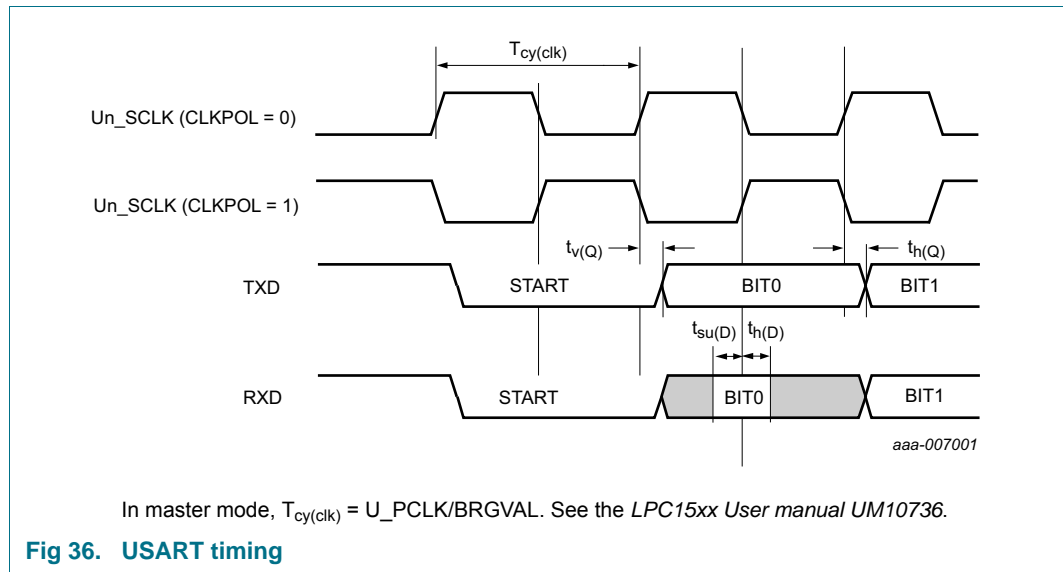 Tcy(clk)
Un_SCLK (CLKPOL = 0)
Un_SCLK (CLKPOL = 1)
tv(Q)
th(Q)
TXD
START
BIT0
BIT1
tsu(D)
th(D)
RXD
START
BIT0
BIT1
aaa-007001
In master mode, Tcy(clk) = U_PCLK/BRGVAL. See the LPC15xx User manual UM10736.
Fig 36. USART timing